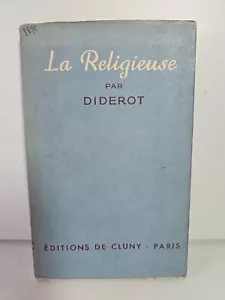 La Religieuse
PAR
DIDEROT
ÉDITIONS DE CLUNY - PARIS